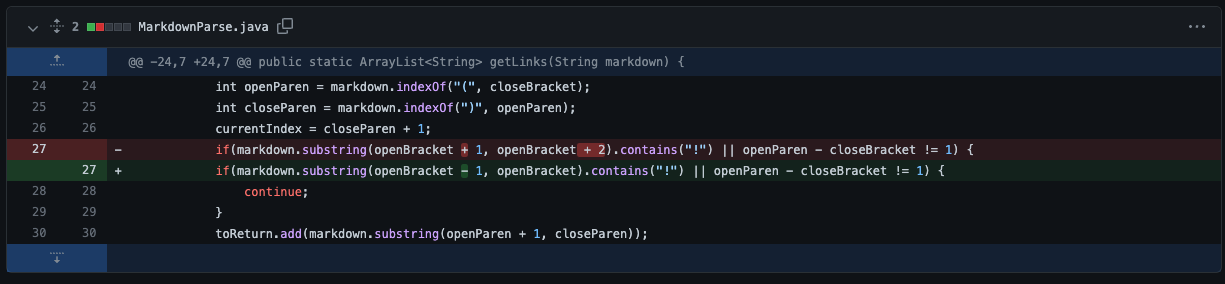 2 MarkdownParse.java ...
@@ -24,7 +24,7 @@ public static ArrayList<String> getLinks(String markdown) {
24 24 int openParen = markdown.indexOf("(", closeBracket);
25 25 int closeParen = markdown.indexOf(")", openParen);
26 26 currentIndex = closeParen + 1;
27 - if(markdown.substring(openBracket + 1, openBracket + 2).contains("!") || openParen - closeBracket != 1) {
27 + if(markdown.substring(openBracket - 1, openBracket).contains("!") || openParen - closeBracket != 1) {
28 28 continue;
29 29 }
30 30 toReturn.add(markdown.substring(openParen + 1, closeParen));